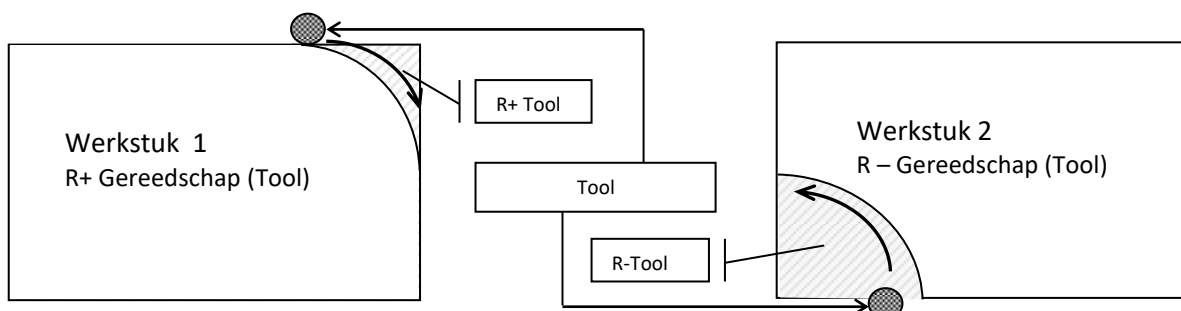 Werkstuk 1
R+ Gereedschap (Tool)
R+ Tool
Tool
R-Tool
Werkstuk 2
R – Gereedschap (Tool)